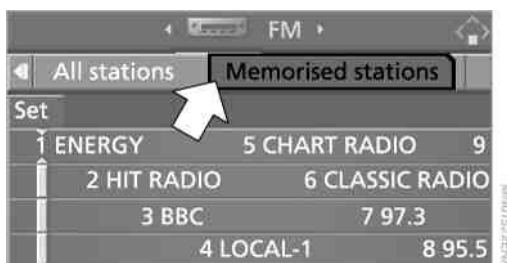 FM
All stations Memorised stations
Set
1 ENERGY 5 CHART RADIO 9
2 HIT RADIO 6 CLASSIC RADIO
3 BBC 7 97.3
4 LOCAL-1 8 95.5